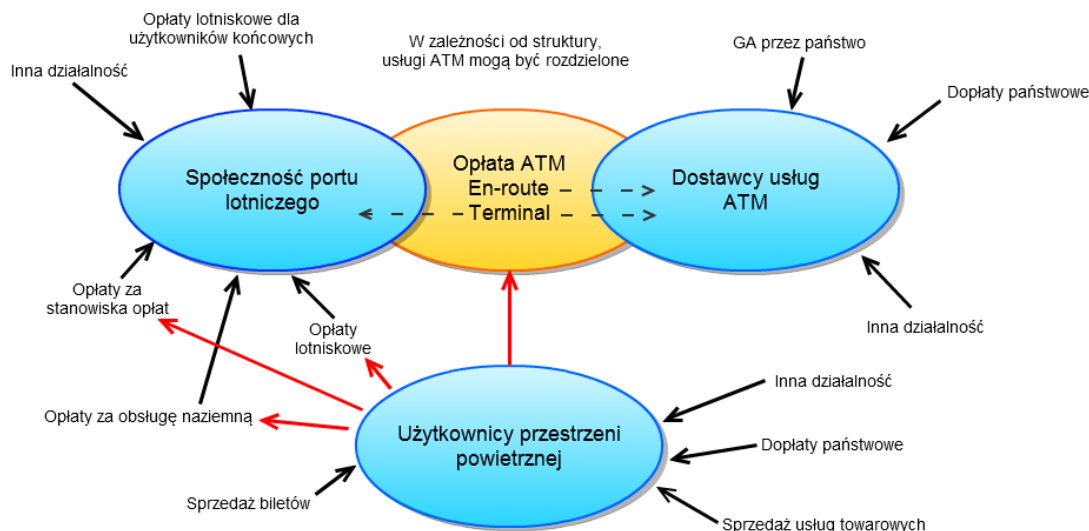 Opłaty lotniskowe dla
użytkowników końcowych
W zależności od struktury,
usługi ATM mogą być rozdzielone
GA przez państwo
Inna działalność
Dopłaty państwowe
Społeczność portu
lotniczego
Opłata ATM
En-route
Terminal
Dostawcy usług
ATM
Opłaty za
stanowiska opłat
Opłaty
lotniskowe
Inna działalność
Opłaty za obsługę naziemną
Użytkownicy przestrzeni
powietrznej
Inna działalność
Dopłaty państwowe
Sprzedaż biletów
Sprzedaż usług towarowych